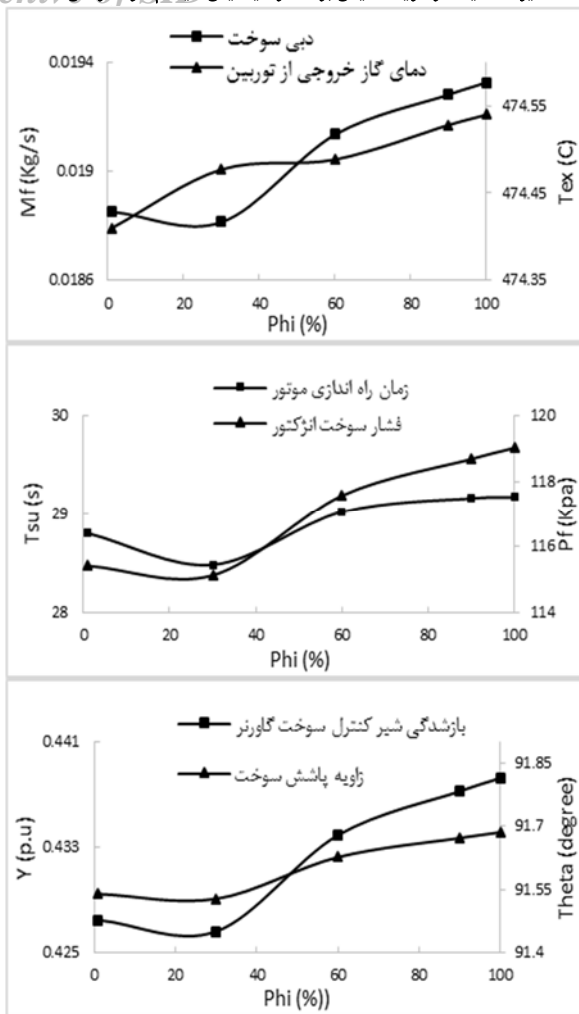 دبی سوخت
دمای گاز خروجی از توربین
0.0194
0.019
0.0186
Mf (Kg/s)
474.55
474.45
474.35
Tex (C)
0 20 40 60 80 100
Phi (%)
زمان راه اندازی موتور
فشار سوخت انژکتور
30
29
28
Tsu (s)
120
118
116
114
Pf (Kpa)
0 20 40 60 80 100
Phi (%)
بازشدگی شیر کنترل سوخت گاورنر
زاویه پاشش سوخت
0.441
0.433
0.425
Y (p.u)
91.85
91.7
91.55
91.4
Theta (degree)
0 20 40 60 80 100
Phi (%))